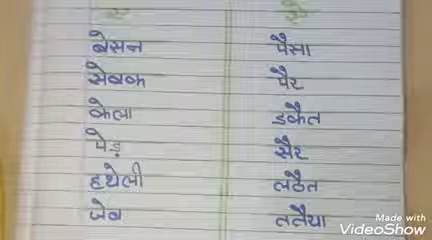 ए ऐ
बेसन पैसा
सेवक पैर
केला डकैत
पेड़ सैर
हथेली लठैत
जेब ततैया
Made with
VideoShow